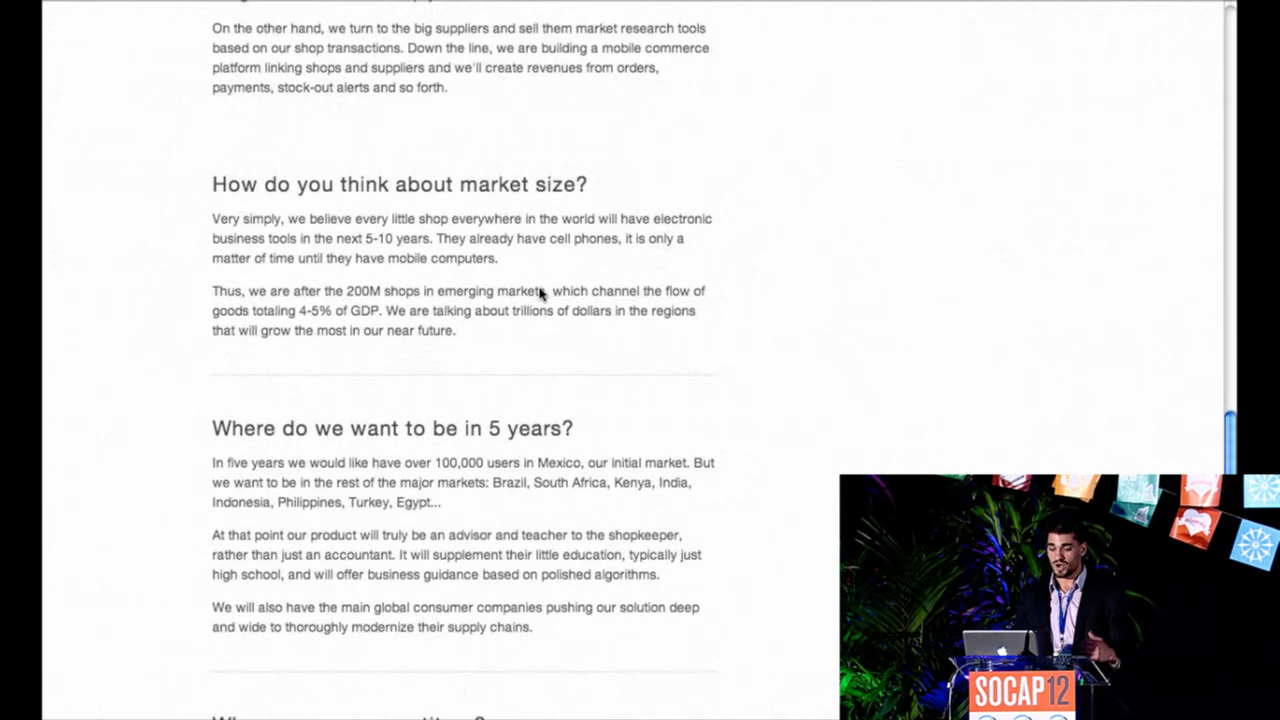 On the other hand, we turn to the big suppliers and sell them market research tools
based on our shop transactions. Down the line, we are building a mobile commerce
platform linking shops and suppliers and we'll create revenues from orders,
payments, stock-out alerts and so forth.
How do you think about market size?
Very simply, we believe every little shop everywhere in the world will have electronic
business tools in the next 5-10 years. They already have cell phones, it is only a
matter of time until they have mobile computers.
Thus, we are after the 200M shops in emerging markets, which channel the flow of
goods totaling 4-5% of GDP. We are talking about trillions of dollars in the regions
that will grow the most in our near future.
Where do we want to be in 5 years?
In five years we would like have over 100,000 users in Mexico, our initial market. But
we want to be in the rest of the major markets: Brazil, South Africa, Kenya, India,
Indonesia, Philippines, Turkey, Egypt...
At that point our product will truly be an advisor and teacher to the shopkeeper,
rather than just an accountant. It will supplement their little education, typically just
high school, and will offer business guidance based on polished algorithms.
We will also have the main global consumer companies pushing our solution deep
and wide to thoroughly modernize their supply chains.
SOCAP12